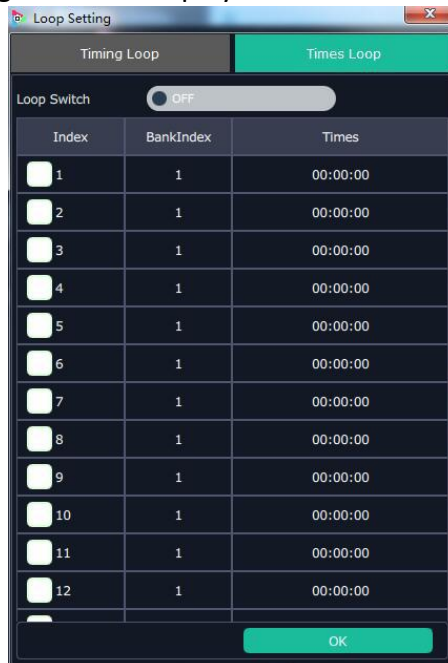 Loop Setting
Timing Loop Times Loop
Loop Switch OFF
Index BankIndex Times
1 1 00:00:00
2 1 00:00:00
3 1 00:00:00
4 1 00:00:00
5 1 00:00:00
6 1 00:00:00
7 1 00:00:00
8 1 00:00:00
9 1 00:00:00
10 1 00:00:00
11 1 00:00:00
12 1 00:00:00
OK